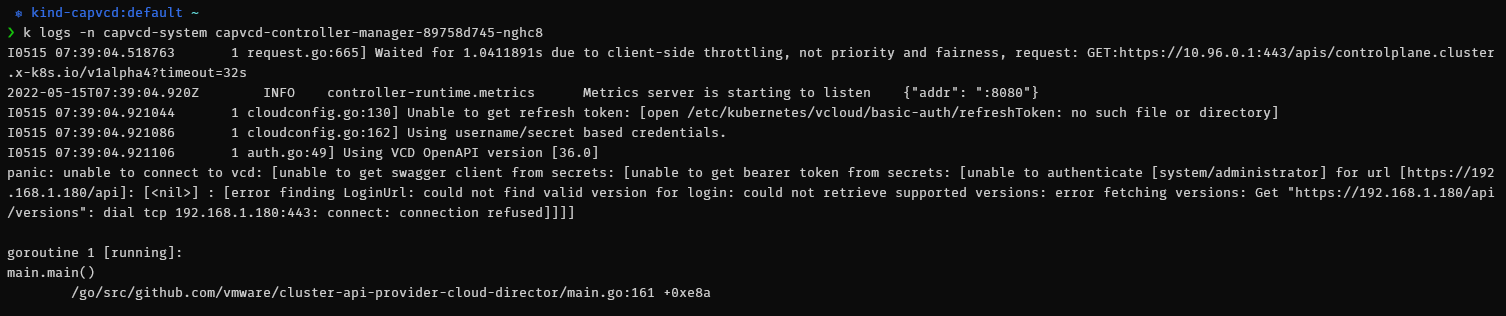 ⎈ kind-capvcd:default ~
❯ k logs -n capvcd-system capvcd-controller-manager-89758d745-nghc8
I0515 07:39:04.518763       1 request.go:665] Waited for 1.0411891s due to client-side throttling, not priority and fairness, request: GET:https://10.96.0.1:443/apis/controlplane.cluster
.x-k8s.io/v1alpha4?timeout=32s
2022-05-15T07:39:04.920Z        INFO    controller-runtime.metrics      Metrics server is starting to listen    {"addr": ":8080"}
I0515 07:39:04.921044       1 cloudconfig.go:130] Unable to get refresh token: [open /etc/kubernetes/vcloud/basic-auth/refreshToken: no such file or directory]
I0515 07:39:04.921086       1 cloudconfig.go:162] Using username/secret based credentials.
I0515 07:39:04.921106       1 auth.go:49] Using VCD OpenAPI version [36.0]
panic: unable to connect to vcd: [unable to get swagger client from secrets: [unable to get bearer token from secrets: [unable to authenticate [system/administrator] for url [https://192
.168.1.180/api]: [<nil>] : [error finding LoginUrl: could not find valid version for login: could not retrieve supported versions: error fetching versions: Get "https://192.168.1.180/api
/versions": dial tcp 192.168.1.180:443: connect: connection refused]]]]
goroutine 1 [running]:
main.main()
        /go/src/github.com/vmware/cluster-api-provider-cloud-director/main.go:161 +0xe8a